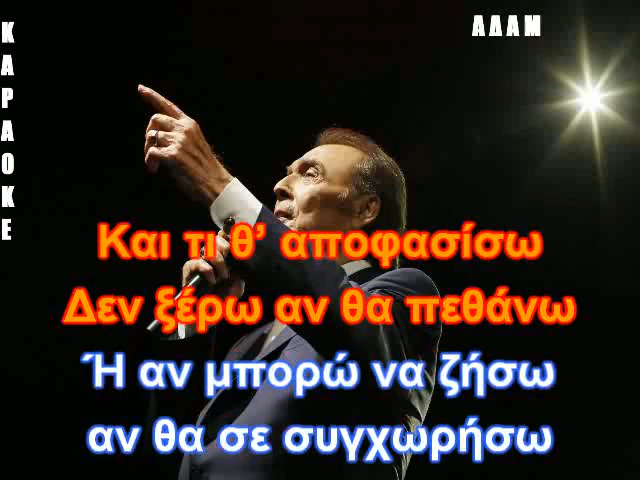 ΚΑΡΑΟΚΕ
ΑΔΑΜ
Και τι θ’ αποφασίσω
Δεν ξέρω αν θα πεθάνω
Ή αν μπορώ να ζήσω
αν θα σε συγχωρήσω